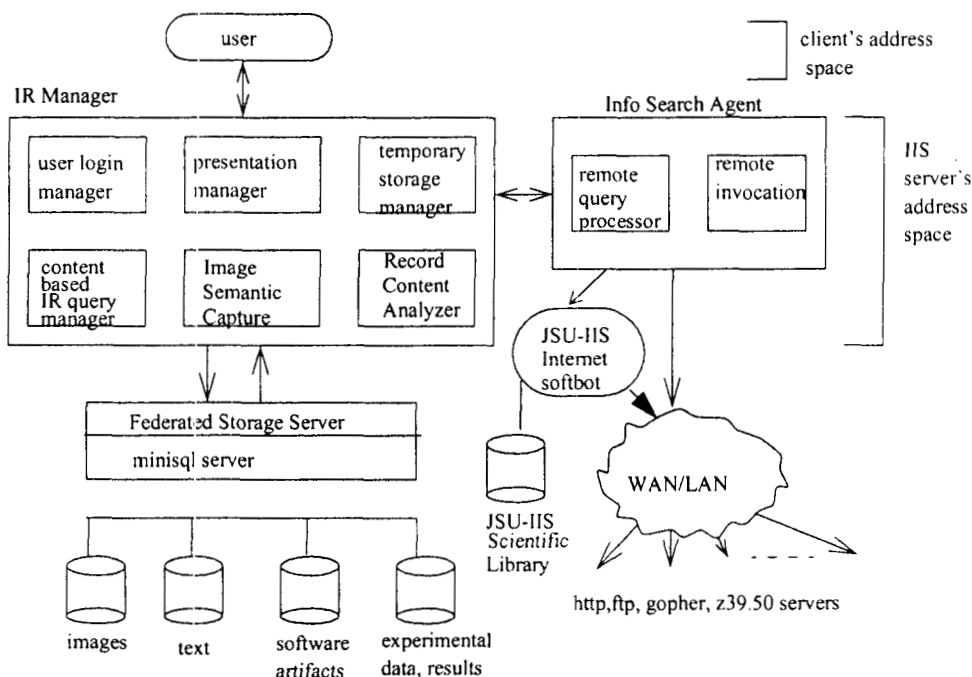 user
client's address
space
IR Manager
Info Search Agent
user login
manager
presentation
manager
temporary
storage
manager
remote
query
processor
remote
invocation
IIS
server's
address
space
content
based
IR query
manager
Image
Semantic
Capture
Record
Content
Analyzer
JSU-IIS
Internet
softbot
Federated Storage Server
minisql server
WAN/LAN
JSU-IIS
Scientific
Library
http,ftp, gopher, z39.50 servers
images
text
software
artifacts
experimental
data, results